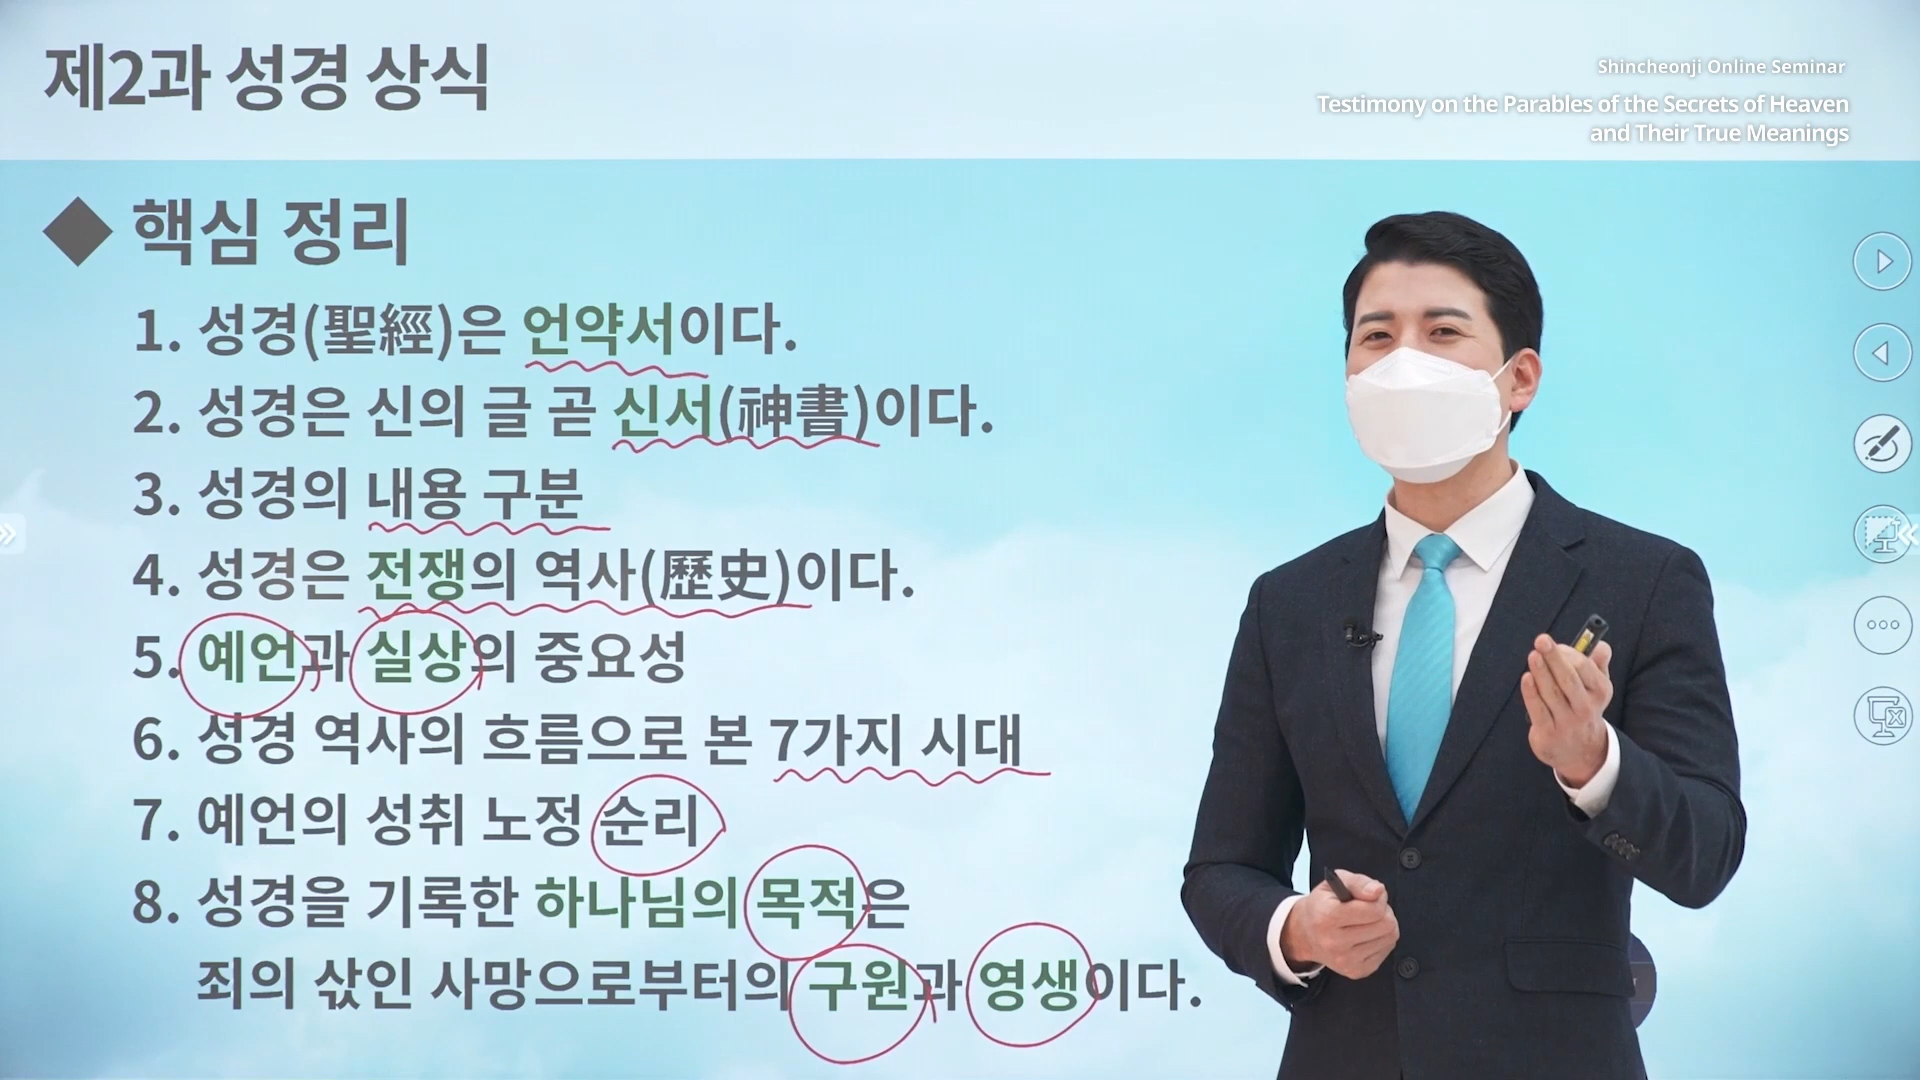 제2과 성경 상식
Shincheonji Online Seminar
Testimony on the Parables of the Secrets of Heaven
and Their True Meanings
◆ 핵심 정리
1. 성경(聖經)은 언약서이다.
2. 성경은 신의 글 곧 신서(神書)이다.
3. 성경의 내용 구분
4. 성경은 전쟁의 역사(歷史)이다.
5. 예언과 실상의 중요성
6. 성경 역사의 흐름으로 본 7가지 시대
7. 예언의 성취 노정 순리
8. 성경을 기록한 하나님의 목적은
죄의 삯인 사망으로부터의 구원과 영생이다.